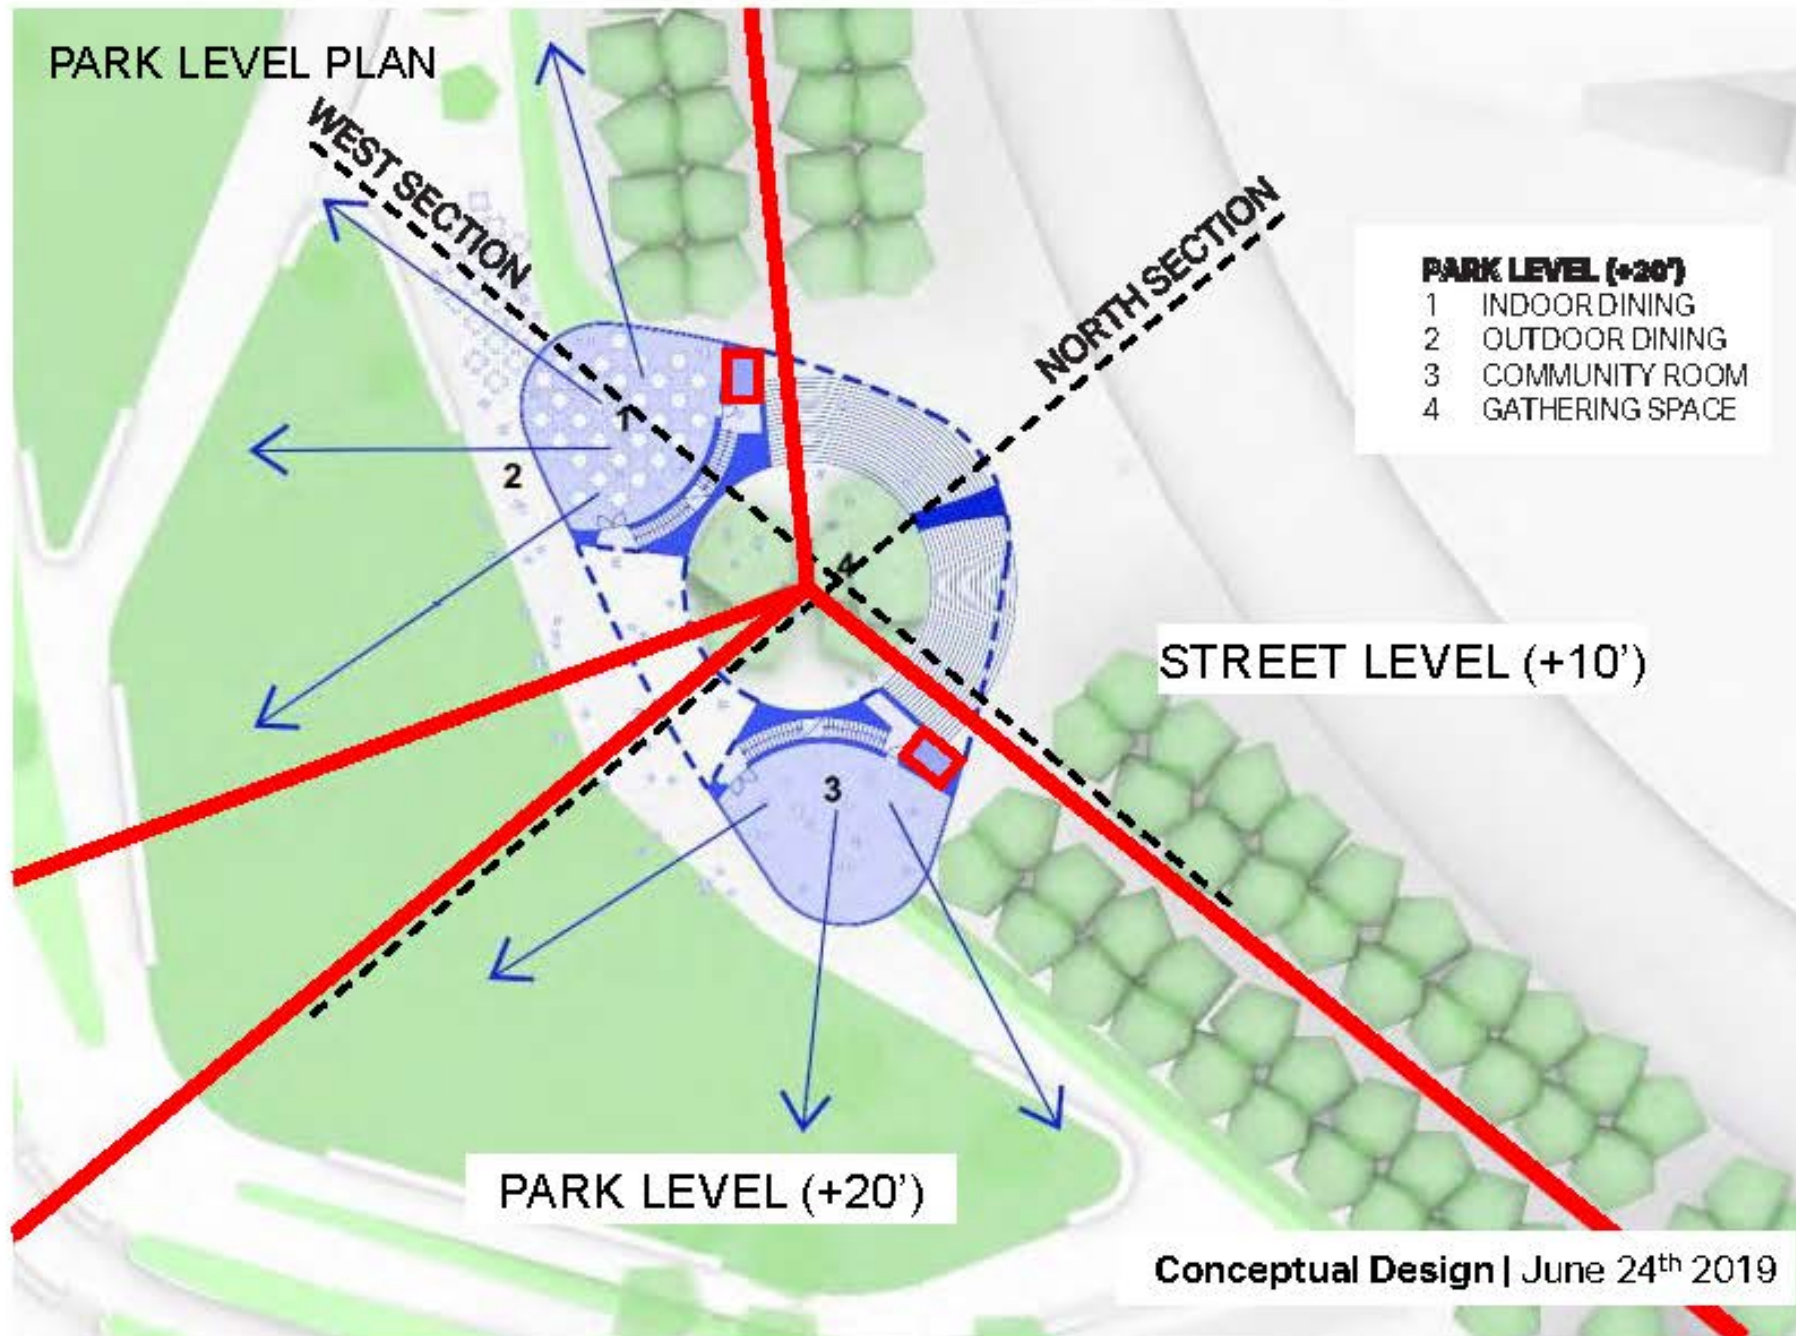 PARK LEVEL PLAN
WEST SECTION
NORTH SECTION
PARK LEVEL (+20')
1 INDOOR DINING
2 OUTDOOR DINING
3 COMMUNITY ROOM
4 GATHERING SPACE
1
2
4
STREET LEVEL (+10')
3
PARK LEVEL (+20')
Conceptual Design | June 24th 2019